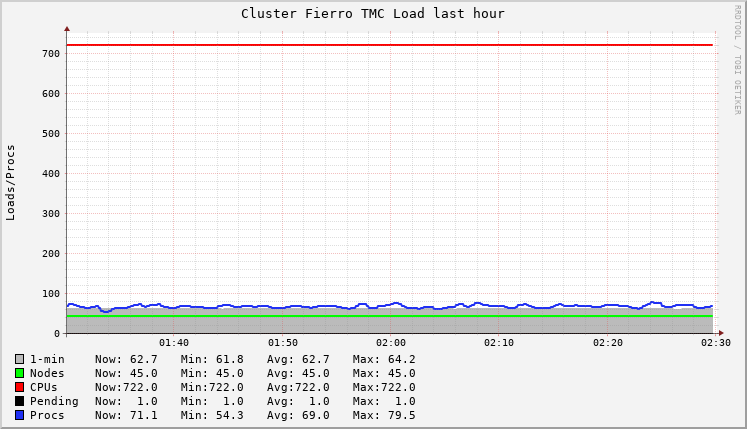 Cluster Fierro TMC Load last hour
RRDTOOL / TOBI OETIKER
Loads/Procs
700
600
500
400
300
200
100
0
01:40 01:50 02:00 02:10 02:20 02:30
1-min Now: 62.7 Min: 61.8 Avg: 62.7 Max: 64.2
Nodes Now: 45.0 Min: 45.0 Avg: 45.0 Max: 45.0
CPUs Now:722.0 Min:722.0 Avg:722.0 Max:722.0
Pending Now: 1.0 Min: 1.0 Avg: 1.0 Max: 1.0
Procs Now: 71.1 Min: 54.3 Avg: 69.0 Max: 79.5